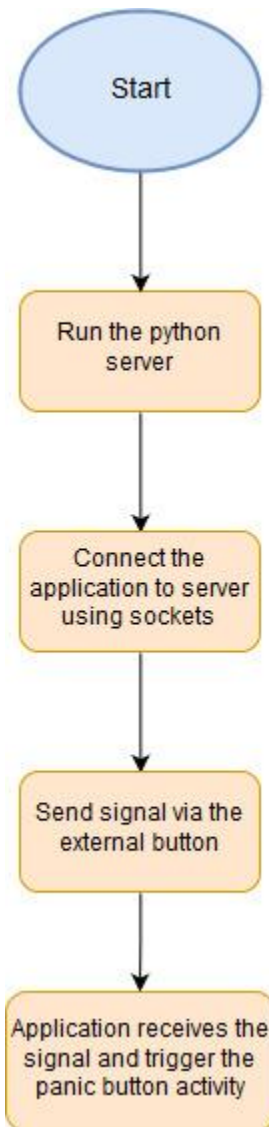 Start
Run the python
server
Connect the
application to server
using sockets
Send signal via the
external button
Application receives the
signal and trigger the
panic button activity